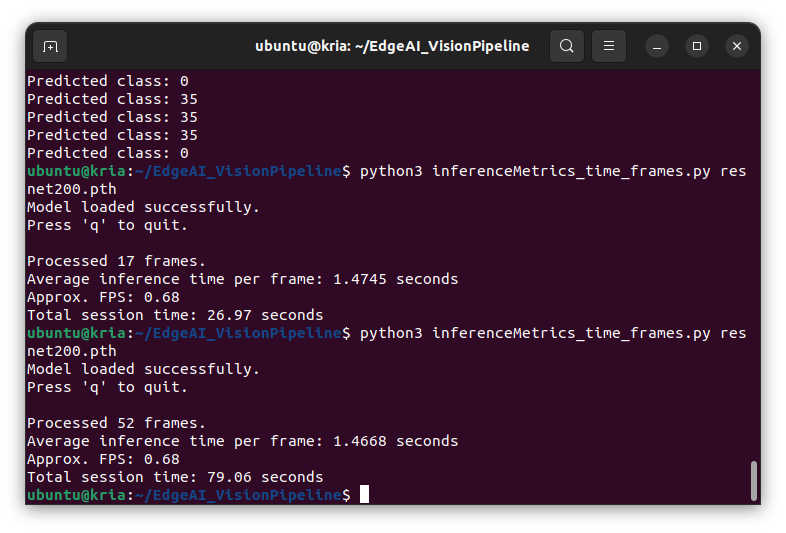 ubuntu@kria: ~/EdgeAI_VisionPipeline
Predicted class: 0
Predicted class: 35
Predicted class: 35
Predicted class: 35
Predicted class: 0
ubuntu@kria:~/EdgeAI_VisionPipeline$ python3 inferenceMetrics_time_frames.py res
net200.pth
Model loaded successfully.
Press 'q' to quit.
Processed 17 frames.
Average inference time per frame: 1.4745 seconds
Approx. FPS: 0.68
Total session time: 26.97 seconds
ubuntu@kria:~/EdgeAI_VisionPipeline$ python3 inferenceMetrics_time_frames.py res
net200.pth
Model loaded successfully.
Press 'q' to quit.
Processed 52 frames.
Average inference time per frame: 1.4668 seconds
Approx. FPS: 0.68
Total session time: 79.06 seconds
ubuntu@kria:~/EdgeAI_VisionPipeline$